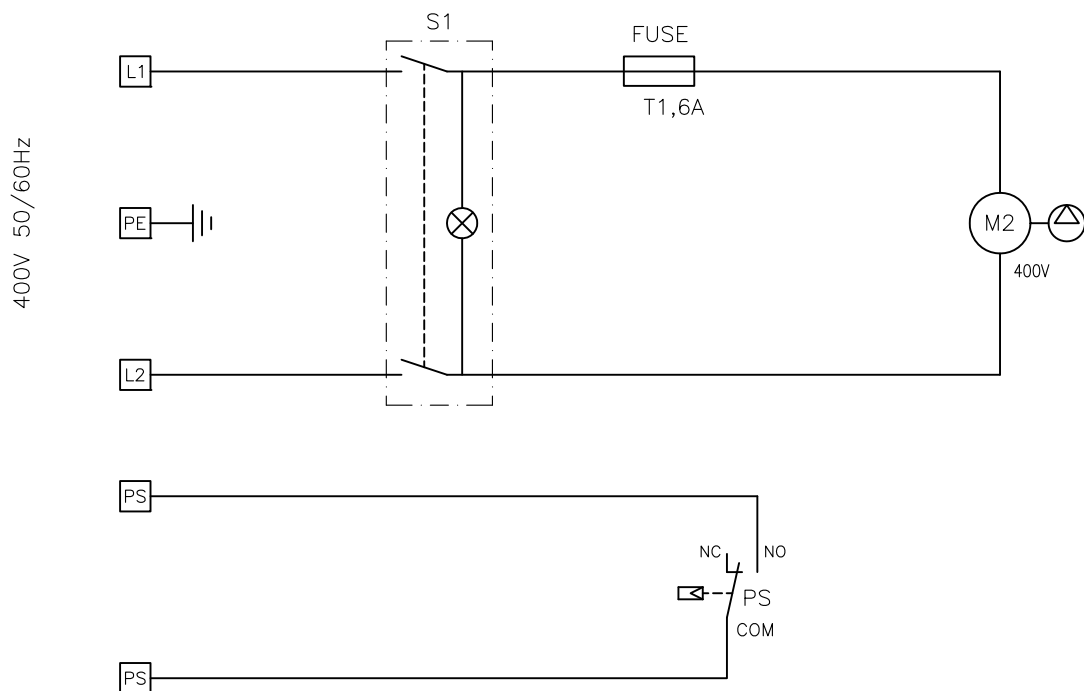 S1
FUSE
L1
T1,6A
400V 50/60Hz
PE
M2
400V
L2
PS
NC
NO
PS
COM
PS